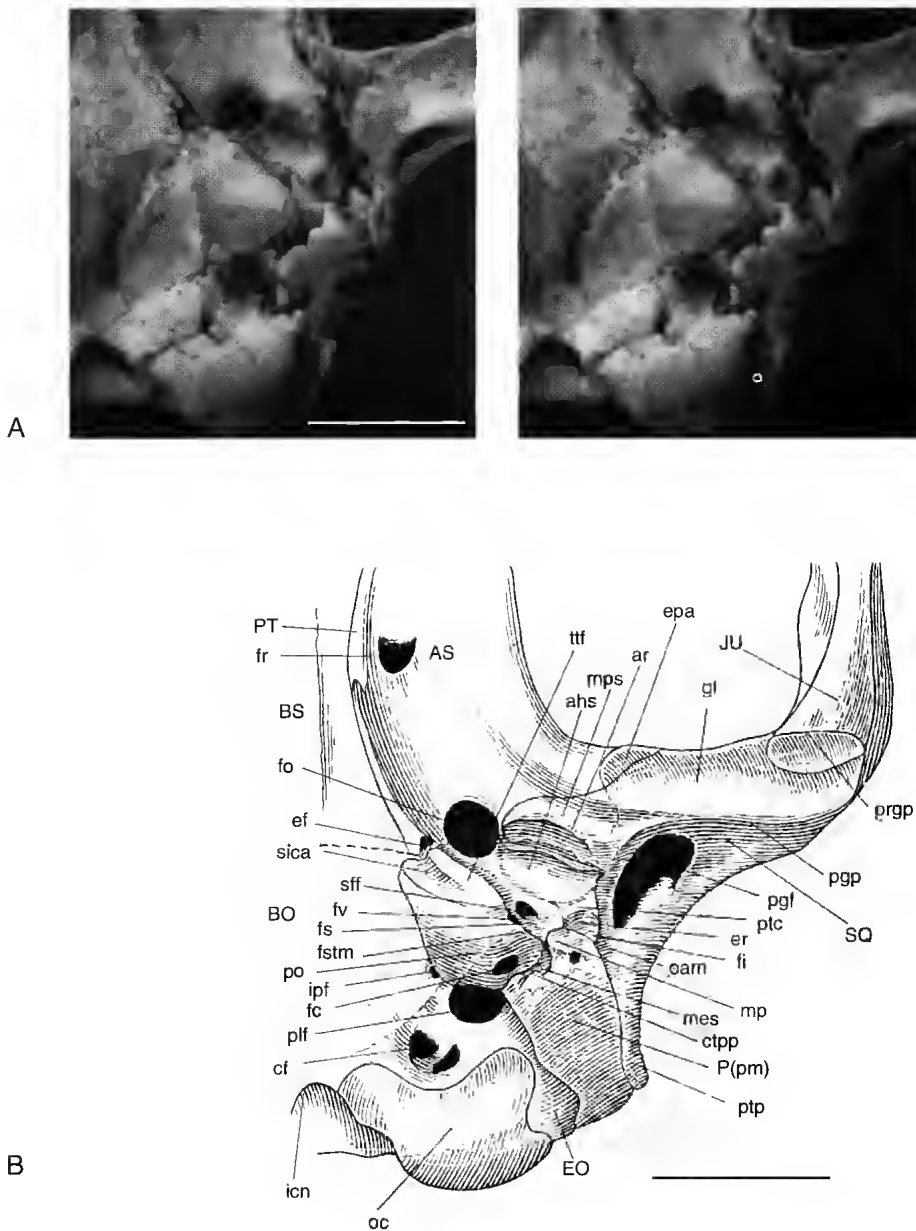 A
B
PT
fr
AS
BS
fo
ef
sica
sff
BO
fv
fs
fstm
po
ipf
fc
plf
cf
icn
oc
EO
ttf
ahs
mps
ar
epa
JU
gl
prgp
pgp
SQ
pgf
ptc
er
fi
oam
mp
mes
ctpp
P(pm)
ptp